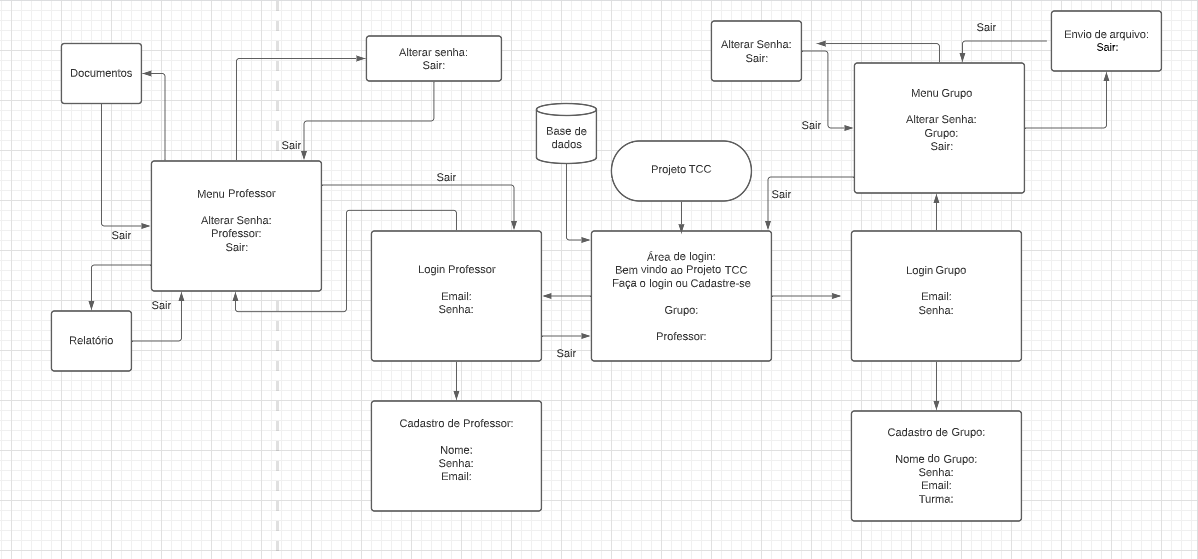 Documentos
Alterar senha:
Sair:
Sair
Menu Professor
Alterar Senha:
Professor:
Sair:
Sair
Sair
Sair
Relatório
Login Professor
Email:
Senha:
Sair
Cadastro de Professor:
Nome:
Senha:
Email:
Base de
dados
Projeto TCC
Área de login:
Bem vindo ao Projeto TCC
Faça o login ou Cadastre-se
Grupo:
Professor:
Alterar Senha:
Sair:
Sair
Sair
Envio de arquivo:
Sair:
Menu Grupo
Alterar Senha:
Grupo:
Sair:
Sair
Login Grupo
Email:
Senha:
Cadastro de Grupo:
Nome do Grupo:
Senha:
Email:
Turma: